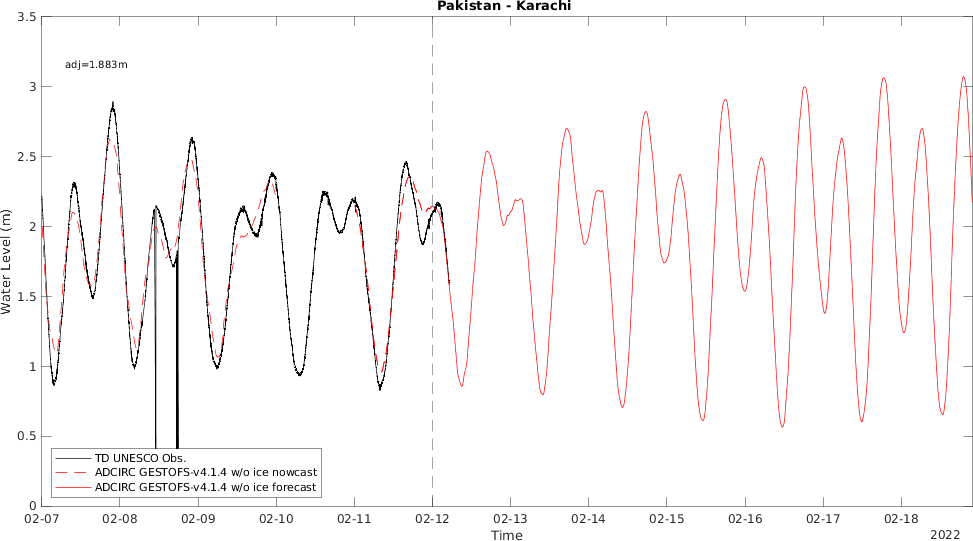 Pakistan - Karachi
3.5
adj=1.883m
3
2.5
2
1.5
1
0.5
0
Water Level (m)
TD UNESCO Obs.
ADCIRC GESTOFS-v4.1.4 w/o ice nowcast
ADCIRC GESTOFS-v4.1.4 w/o ice forecast
02-07 02-08 02-09 02-10 02-11 02-12 02-13 02-14 02-15 02-16 02-17 02-18
Time
2022